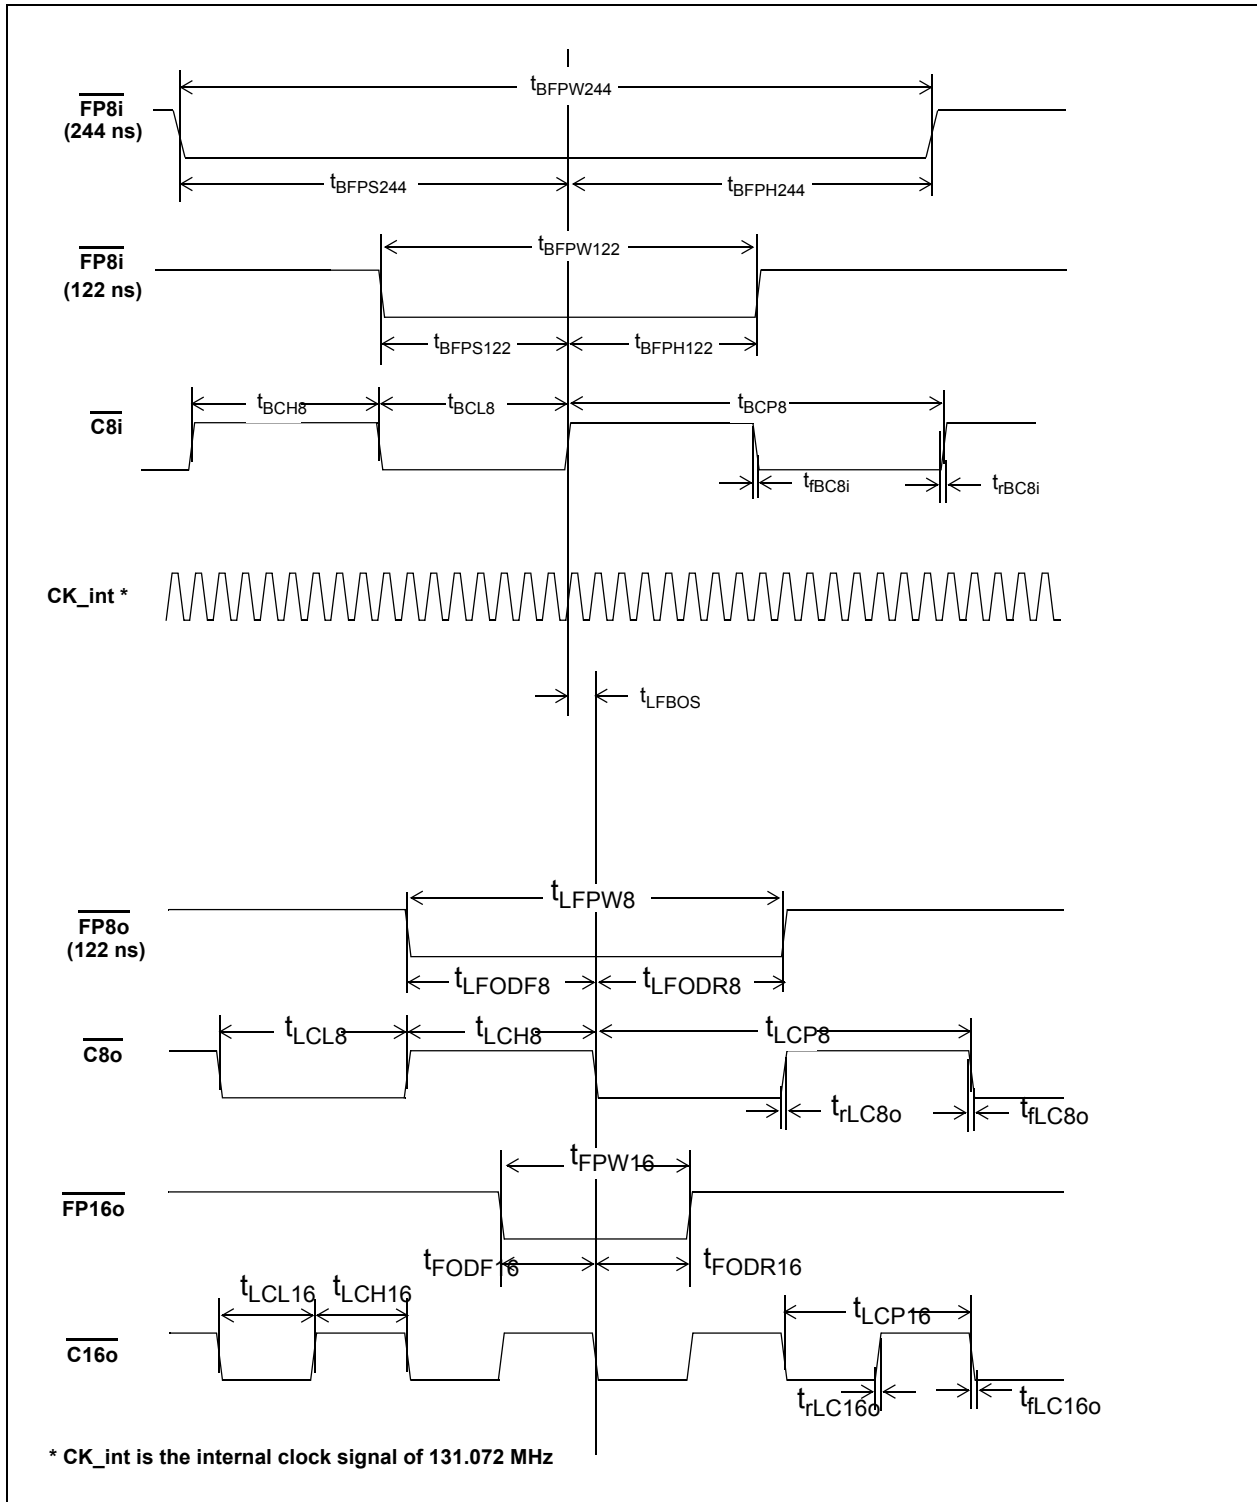 tBFPW244
FP8i
(244 ns)
tBFPS244
tBFPH244
tBFPW122
FP8i
(122 ns)
tBFPS122
tBFPH122
tBCH8
tBCL8
tBCP8
C8i
tfBC8i
trBC8i
CK_int *
tLFBOS
tLFPW8
FP8o
(122 ns)
tLFODF8
tLFODR8
tLCL8
tLCH8
tLCP8
C8o
trLC8o
tfLC8o
tFPW16
FP16o
tFODF16
tFODR16
tLCL16
tLCH16
tLCP16
C16o
trLC16o
tfLC16o
* CK_int is the internal clock signal of 131.072 MHz